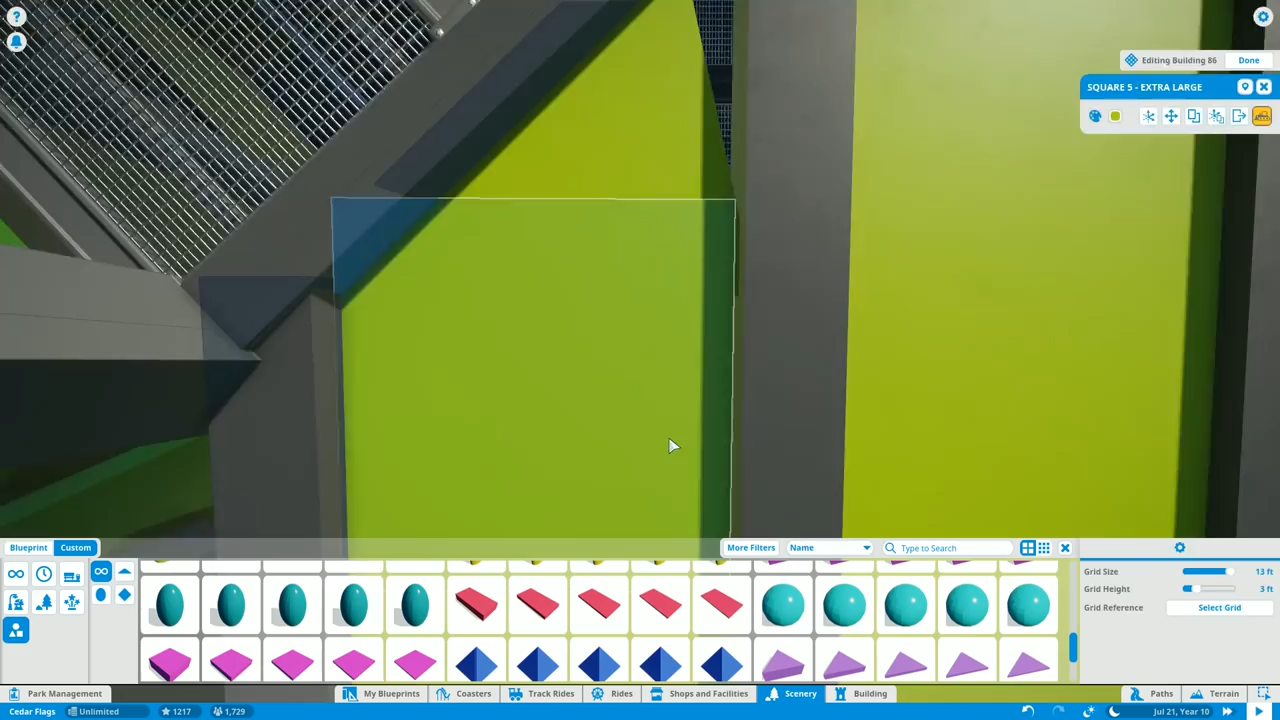 Editing Building 86
Done
SQUARE 5 - EXTRA LARGE
Blueprint
Custom
More Filters
Name
Type to Search
Grid Size
13 ft
Grid Height
3 ft
Grid Reference
Select Grid
Park Management
My Blueprints
Coasters
Track Rides
Rides
Shops and Facilities
Scenery
Building
Paths
Terrain
Cedar Flags
Unlimited
1217
1,729
Jul 21, Year 10